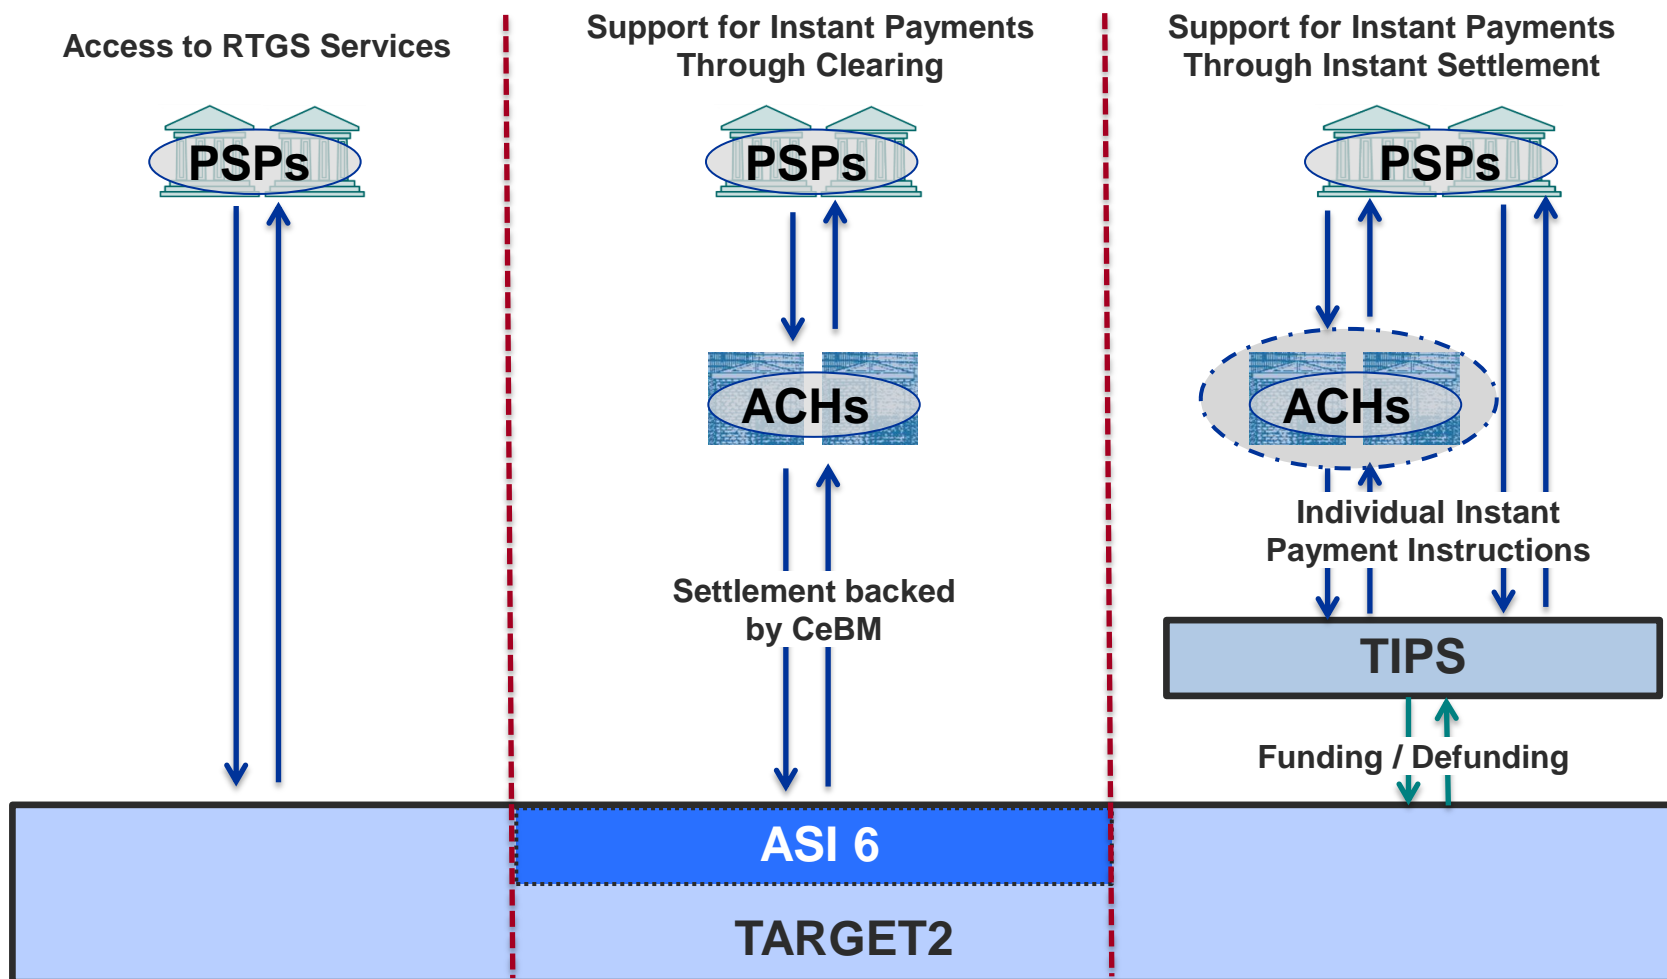 Access to RTGS Services
PSPs
Support for Instant Payments
Through Clearing
PSPs
ACHs
Settlement backed
by CeBM
Support for Instant Payments
Through Instant Settlement
PSPs
ACHs
Individual Instant
Payment Instructions
TIPS
Funding / Defunding
ASI 6
TARGET2